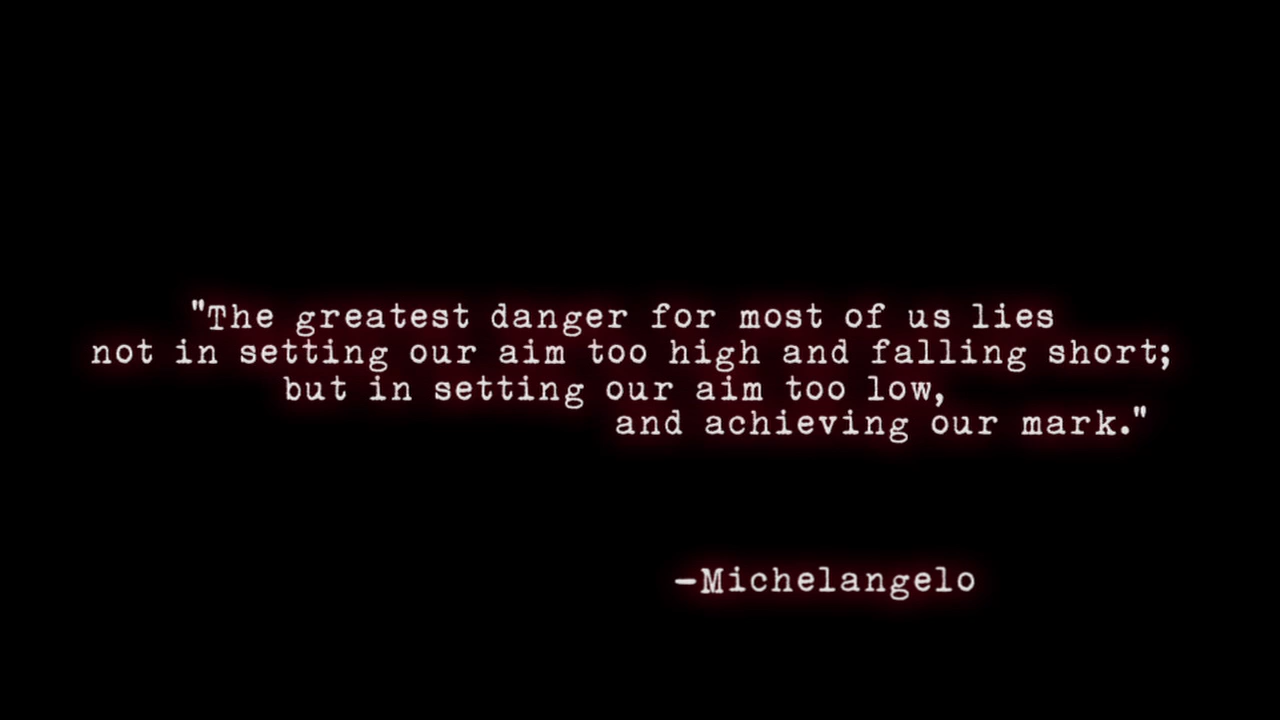 "The greatest danger for most of us lies
not in setting our aim too high and falling short;
but in setting our aim too low,
and achieving our mark."
—Michelangelo